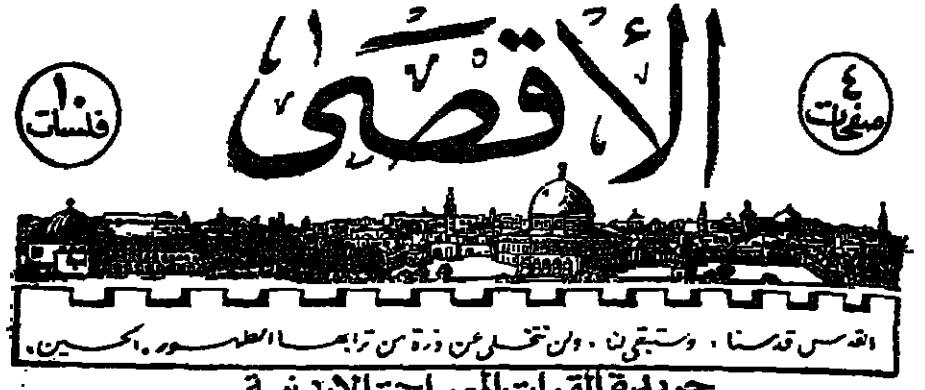 الأقصى
٤
صفحات
١٠
فلسات
القدس قدسنا . وستبقى لنا . ولن نتخلى عن ذرة من ترابها الطهور . الحسين .
جريدة القوات المسلحة الاردنية